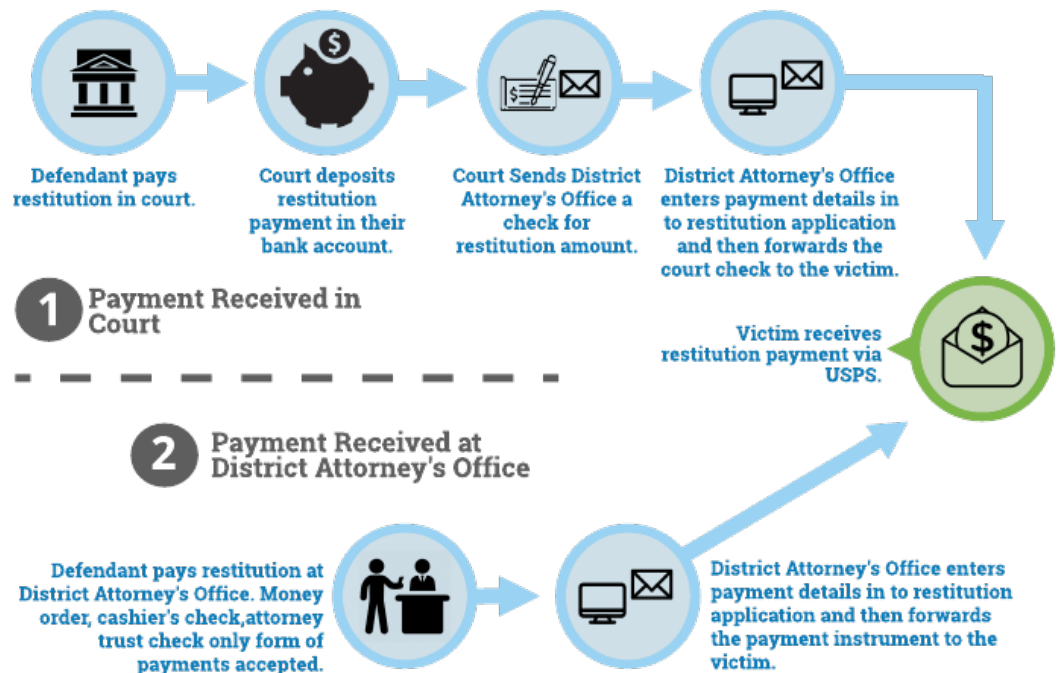 $
$
Defendant pays
restitution in court.
Court deposits
restitution
payment in their
bank account.
Court Sends District
Attorney's Office a
check for
restitution amount.
District Attorney's Office
enters payment details in
to restitution application
and then forwards the
court check to the victim.
1
Payment Received in
Court
Victim receives
restitution payment via
USPS.
$
2
Payment Received at
District Attorney's Office
Defendant pays restitution at
District Attorney's Office. Money
order, cashier's check,attorney
trust check only form of
payments accepted.
District Attorney's Office enters
payment details in to restitution
application and then forwards
the payment instrument to the
victim.